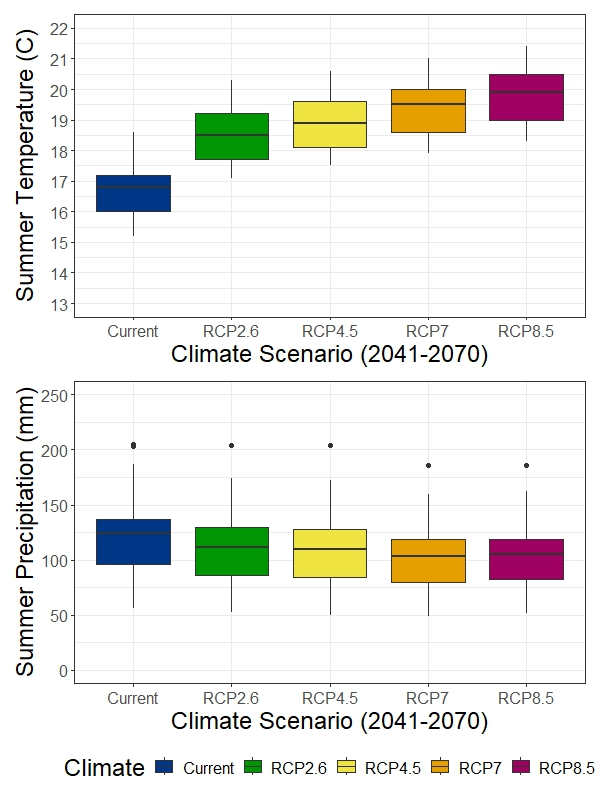 Summer Temperature (C)
22
21
20
19
18
17
16
15
14
13
Current RCP2.6 RCP4.5 RCP7 RCP8.5
Climate Scenario (2041-2070)
Summer Precipitation (mm)
250
200
150
100
50
0
Current RCP2.6 RCP4.5 RCP7 RCP8.5
Climate Scenario (2041-2070)
Climate Current RCP2.6 RCP4.5 RCP7 RCP8.5